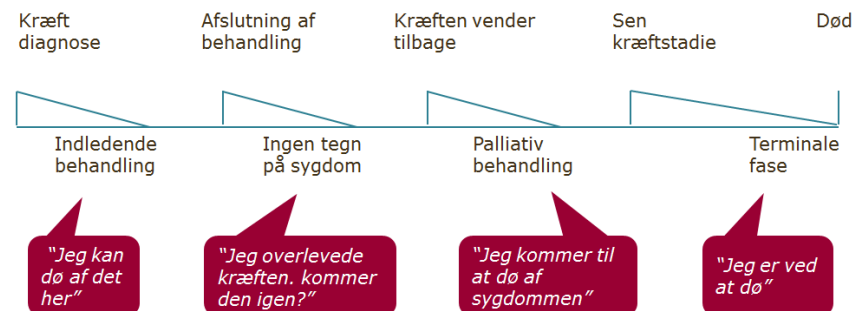 Kræft
diagnose
Afslutning af
behandling
Kræften vender
tilbage
Sen
kræftstadie
Død
Indledende
behandling
Ingen tegn
på sygdom
Palliativ
behandling
Terminale
fase
"Jeg kan
dø af det
her"
"Jeg overlevede
kræften. kommer
den igen?"
"Jeg kommer til
at dø af
sygdommen"
"Jeg er ved
at dø"